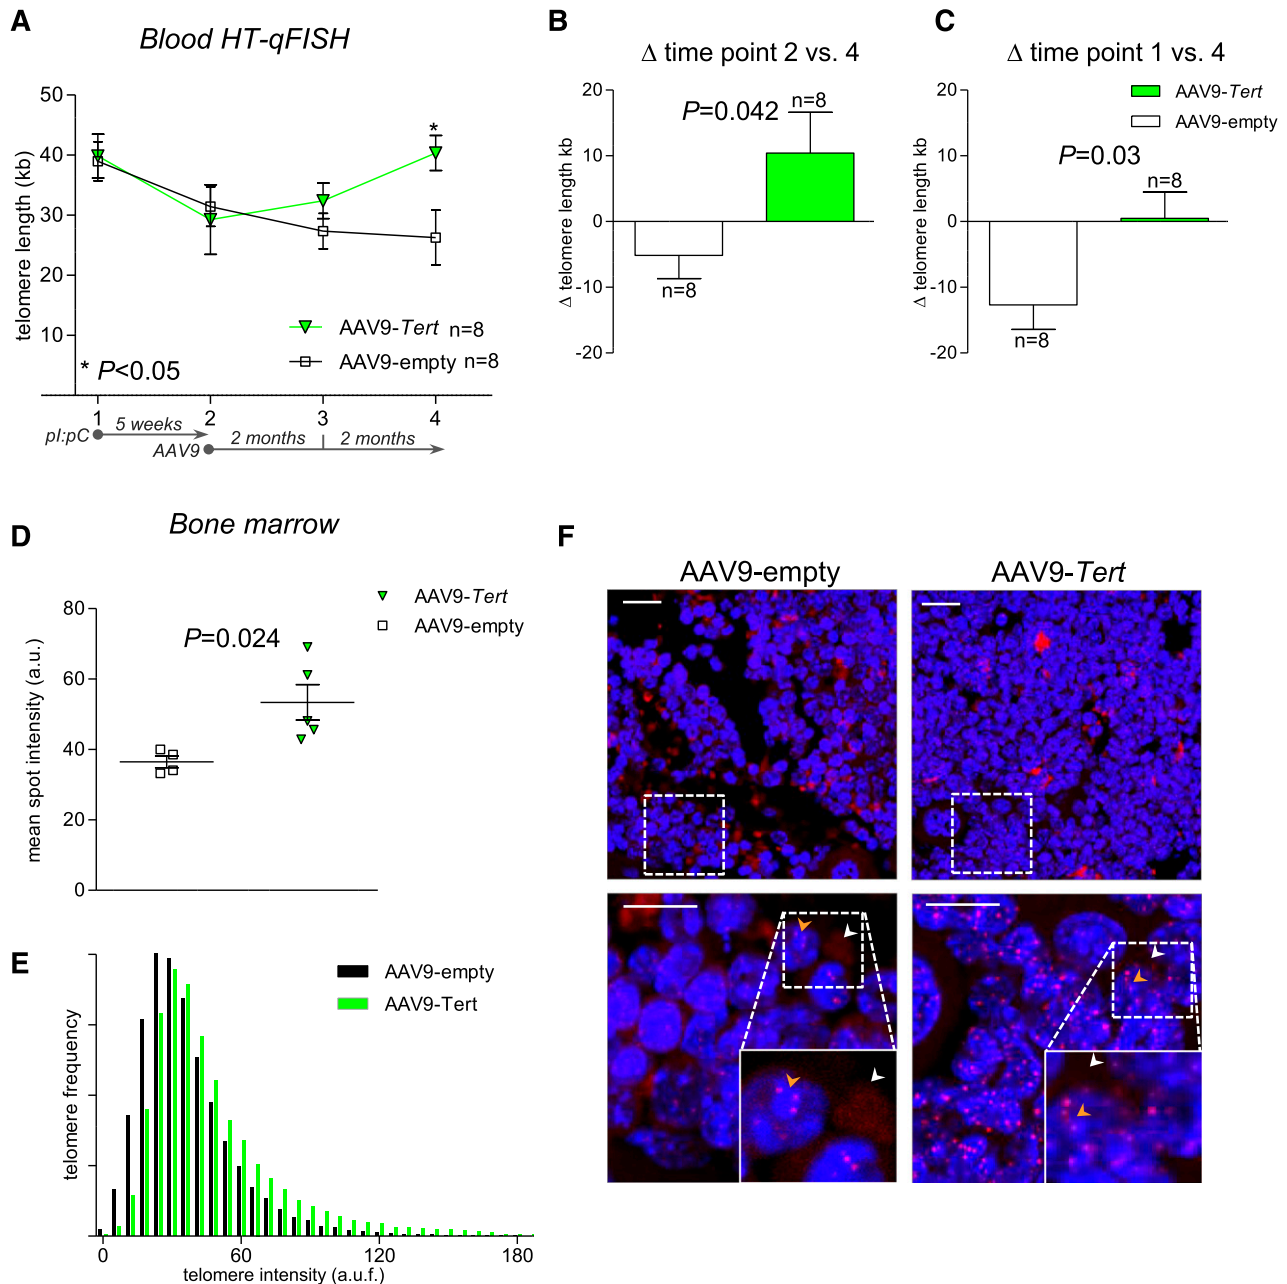 A
Blood HT-qFISH
telomere length (kb)
50
40
30
20
10
*
AAV9-Tert n=8
AAV9-empty n=8
* P<0.05
1 2 3 4
pI:pC 5 weeks
AAV9 2 months 2 months
B
Δ time point 2 vs. 4
Δ telomere length kb
20
10
0
-10
-20
P=0.042
n=8
n=8
C
Δ time point 1 vs. 4
AAV9-Tert
AAV9-empty
Δ telomere length kb
20
10
0
-10
-20
P=0.03
n=8
n=8
D
Bone marrow
mean spot intensity (a.u.)
80
60
40
20
0
P=0.024
AAV9-Tert
AAV9-empty
E
telomere frequency
AAV9-empty
AAV9-Tert
0 60 120 180
telomere intensity (a.u.f.)
F
AAV9-empty AAV9-Tert